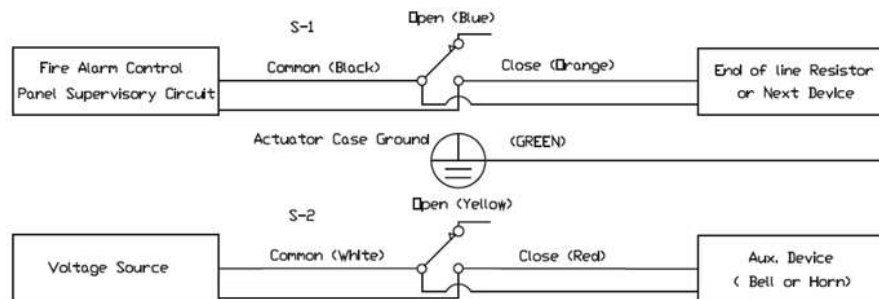 Open (Blue)
S-1
Fire Alarm Control
Panel Supervisory Circuit
Common (Black)
Close (Orange)
End of line Resistor
or Next Device
Actuator Case Ground
(GREEN)
Open (Yellow)
S-2
Voltage Source
Common (White)
Close (Red)
Aux. Device
( Bell or Horn)